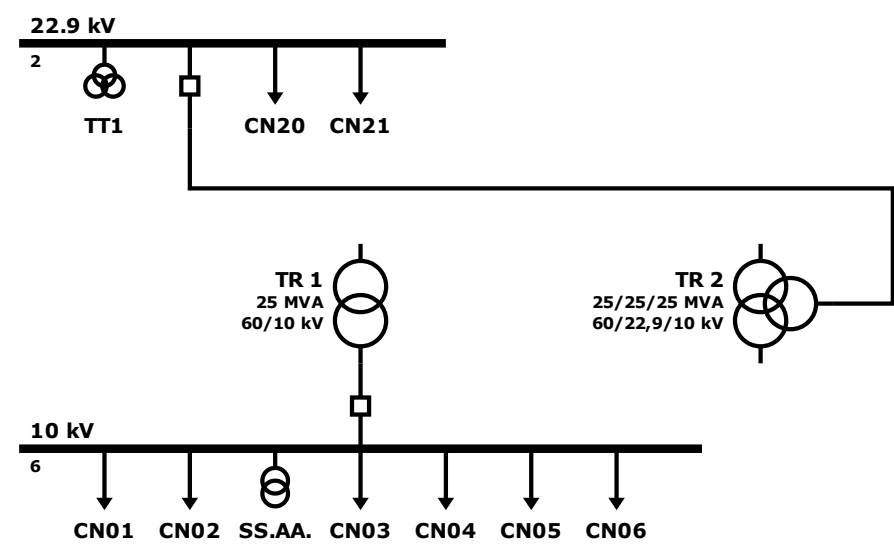 22.9 kV
2
TT1
CN20
CN21
TR 1
25 MVA
60/10 kV
TR 2
25/25/25 MVA
60/22,9/10 kV
10 kV
6
CN01
CN02
SS.AA.
CN03
CN04
CN05
CN06